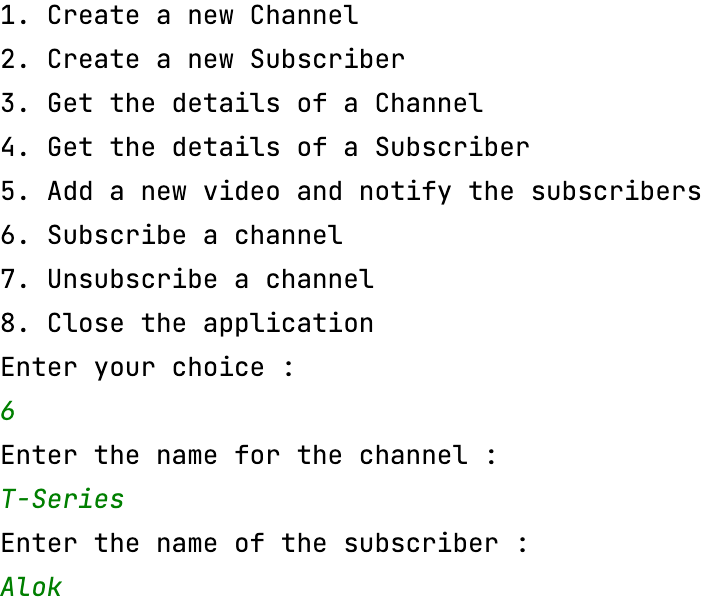 1. Create a new Channel
2. Create a new Subscriber
3. Get the details of a Channel
4. Get the details of a Subscriber
5. Add a new video and notify the subscribers
6. Subscribe a channel
7. Unsubscribe a channel
8. Close the application
Enter your choice :
6
Enter the name for the channel :
T-Series
Enter the name of the subscriber :
Alok